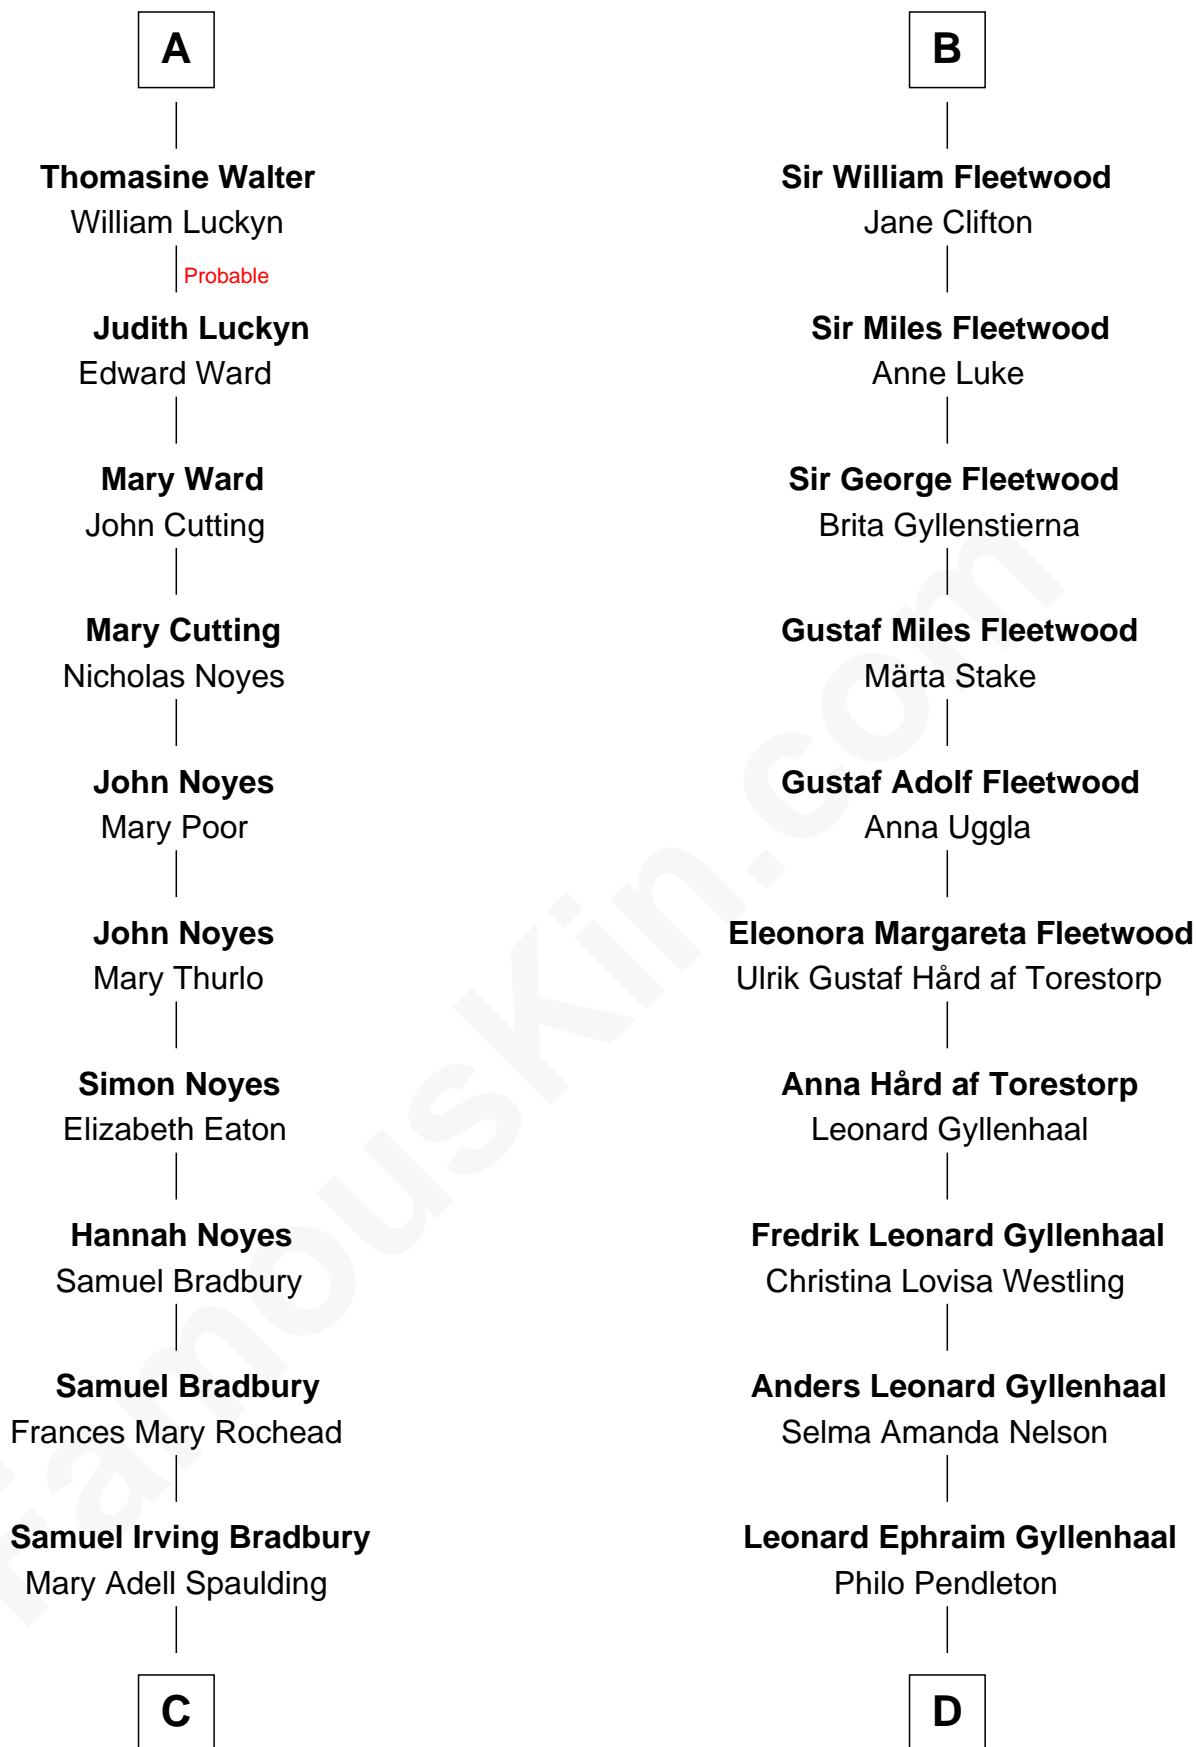 A
Thomasine Walter
William Luckyn
Probable
Judith Luckyn
Edward Ward
Mary Ward
John Cutting
Mary Cutting
Nicholas Noyes
John Noyes
Mary Poor
John Noyes
Mary Thurlo
Simon Noyes
Elizabeth Eaton
Hannah Noyes
Samuel Bradbury
Samuel Bradbury
Frances Mary Rochead
Samuel Irving Bradbury
Mary Adell Spaulding
C
B
Sir William Fleetwood
Jane Clifton
Sir Miles Fleetwood
Anne Luke
Sir George Fleetwood
Brita Gyllenstierna
Gustaf Miles Fleetwood
Märta Stake
Gustaf Adolf Fleetwood
Anna Uggla
Eleonora Margareta Fleetwood
Ulrik Gustaf Hård af Torestorp
Anna Hård af Torestorp
Leonard Gyllenhaal
Fredrik Leonard Gyllenhaal
Christina Lovisa Westling
Anders Leonard Gyllenhaal
Selma Amanda Nelson
Leonard Ephraim Gyllenhaal
Philo Pendleton
D
FamousKin.com